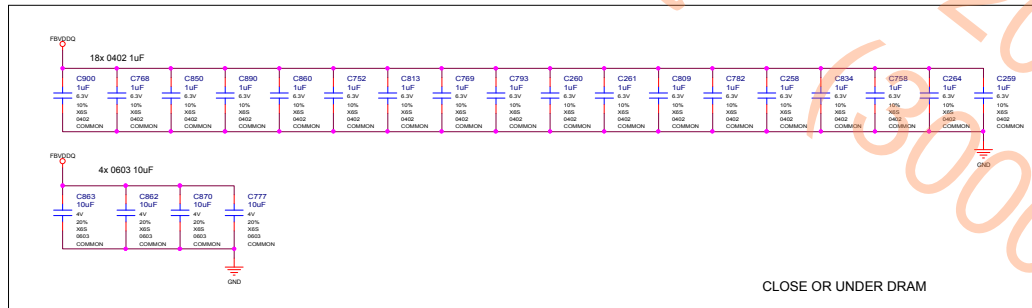 FBVDDQ
18x 0402 1uF
C900 C768 C850 C890 C860 C752 C813 C769 C793 C260 C261 C809 C782 C258 C834 C758 C264 C259
1uF 1uF 1uF 1uF 1uF 1uF 1uF 1uF 1uF 1uF 1uF 1uF 1uF 1uF 1uF 1uF 1uF 1uF
6.3V 6.3V 6.3V 6.3V 6.3V 6.3V 6.3V 6.3V 6.3V 6.3V 6.3V 6.3V 6.3V 6.3V 6.3V 6.3V 6.3V 6.3V
10% 10% 10% 10% 10% 10% 10% 10% 10% 10% 10% 10% 10% 10% 10% 10% 10% 10%
X6S X6S X6S X6S X6S X6S X6S X6S X6S X6S X6S X6S X6S X6S X6S X6S X6S X6S
0402 0402 0402 0402 0402 0402 0402 0402 0402 0402 0402 0402 0402 0402 0402 0402 0402 0402
COMMON COMMON COMMON COMMON COMMON COMMON COMMON COMMON COMMON COMMON COMMON COMMON COMMON COMMON COMMON COMMON COMMON COMMON
GND
FBVDDQ
4x 0603 10uF
C863 C862 C870 C777
10uF 10uF 10uF 10uF
4V 4V 4V 4V
20% 20% 20% 20%
X6S X6S X6S X6S
0603 0603 0603 0603
COMMON COMMON COMMON COMMON
GND
CLOSE OR UNDER DRAM
20
(3000